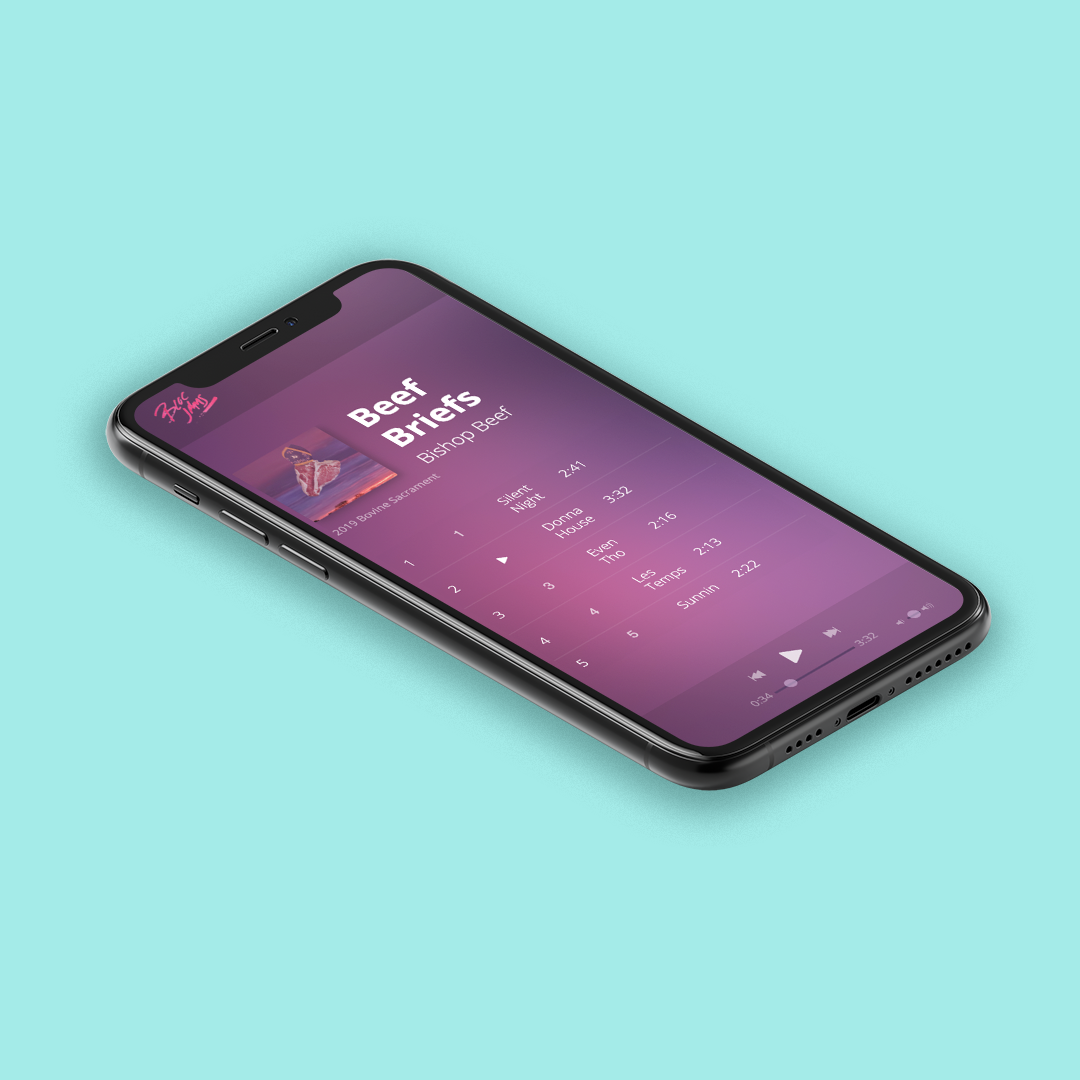 Beef
Jams
Beef
Briefs
Bishop Beef
2019 Bovine Sacrament
1 1 Silent Night 2:41
2 Donna House 3:32
3 3 Even Tho 2:16
4 4 Les Temps 2:13
5 5 Sunnin 2:22
0:34 3:32